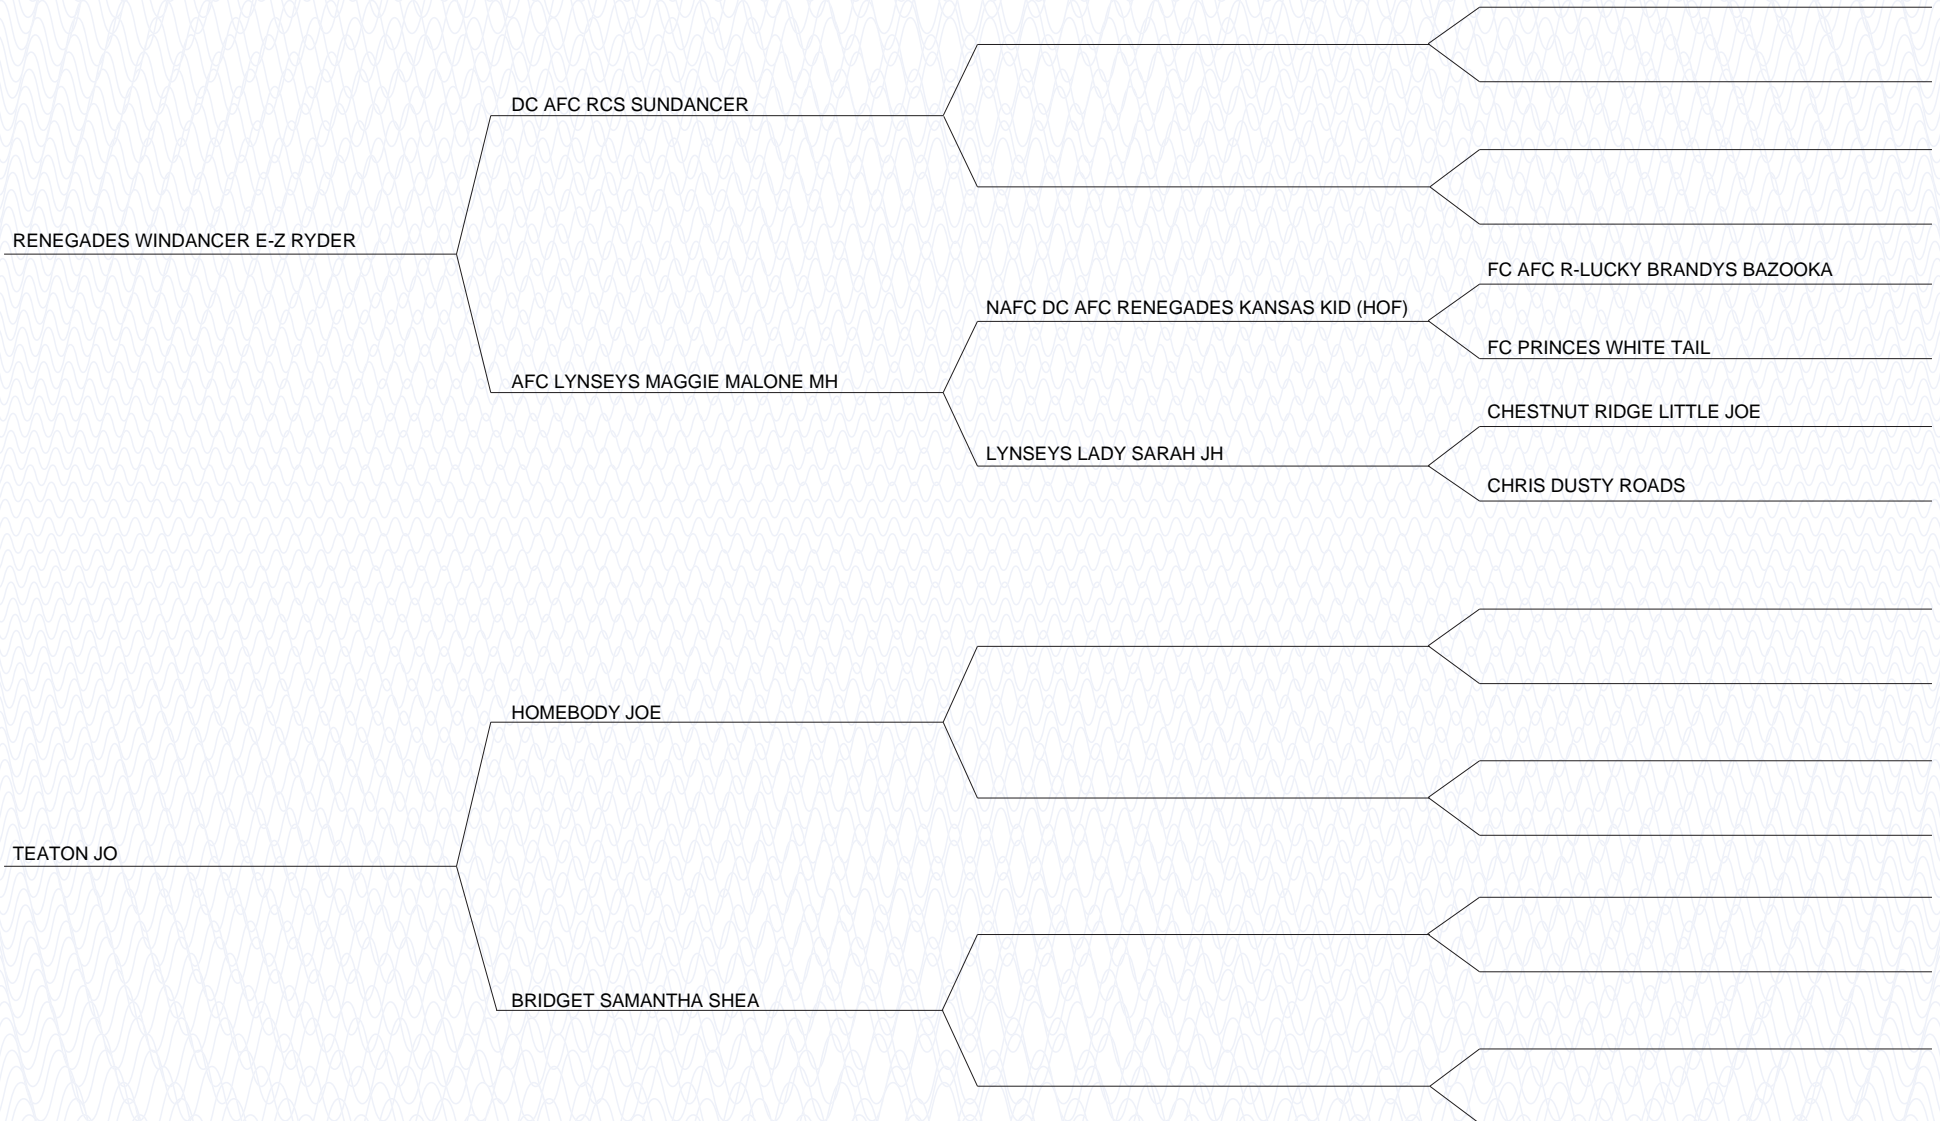 DC AFC RCS SUNDANCER
RENEGADES WINDANCER E-Z RYDER
FC AFC R-LUCKY BRANDYS BAZOOKA
NAFC DC AFC RENEGADES KANSAS KID (HOF)
FC PRINCES WHITE TAIL
AFC LYNSEYS MAGGIE MALONE MH
CHESTNUT RIDGE LITTLE JOE
LYNSEYS LADY SARAH JH
CHRIS DUSTY ROADS
HOMEBODY JOE
TEATON JO
BRIDGET SAMANTHA SHEA